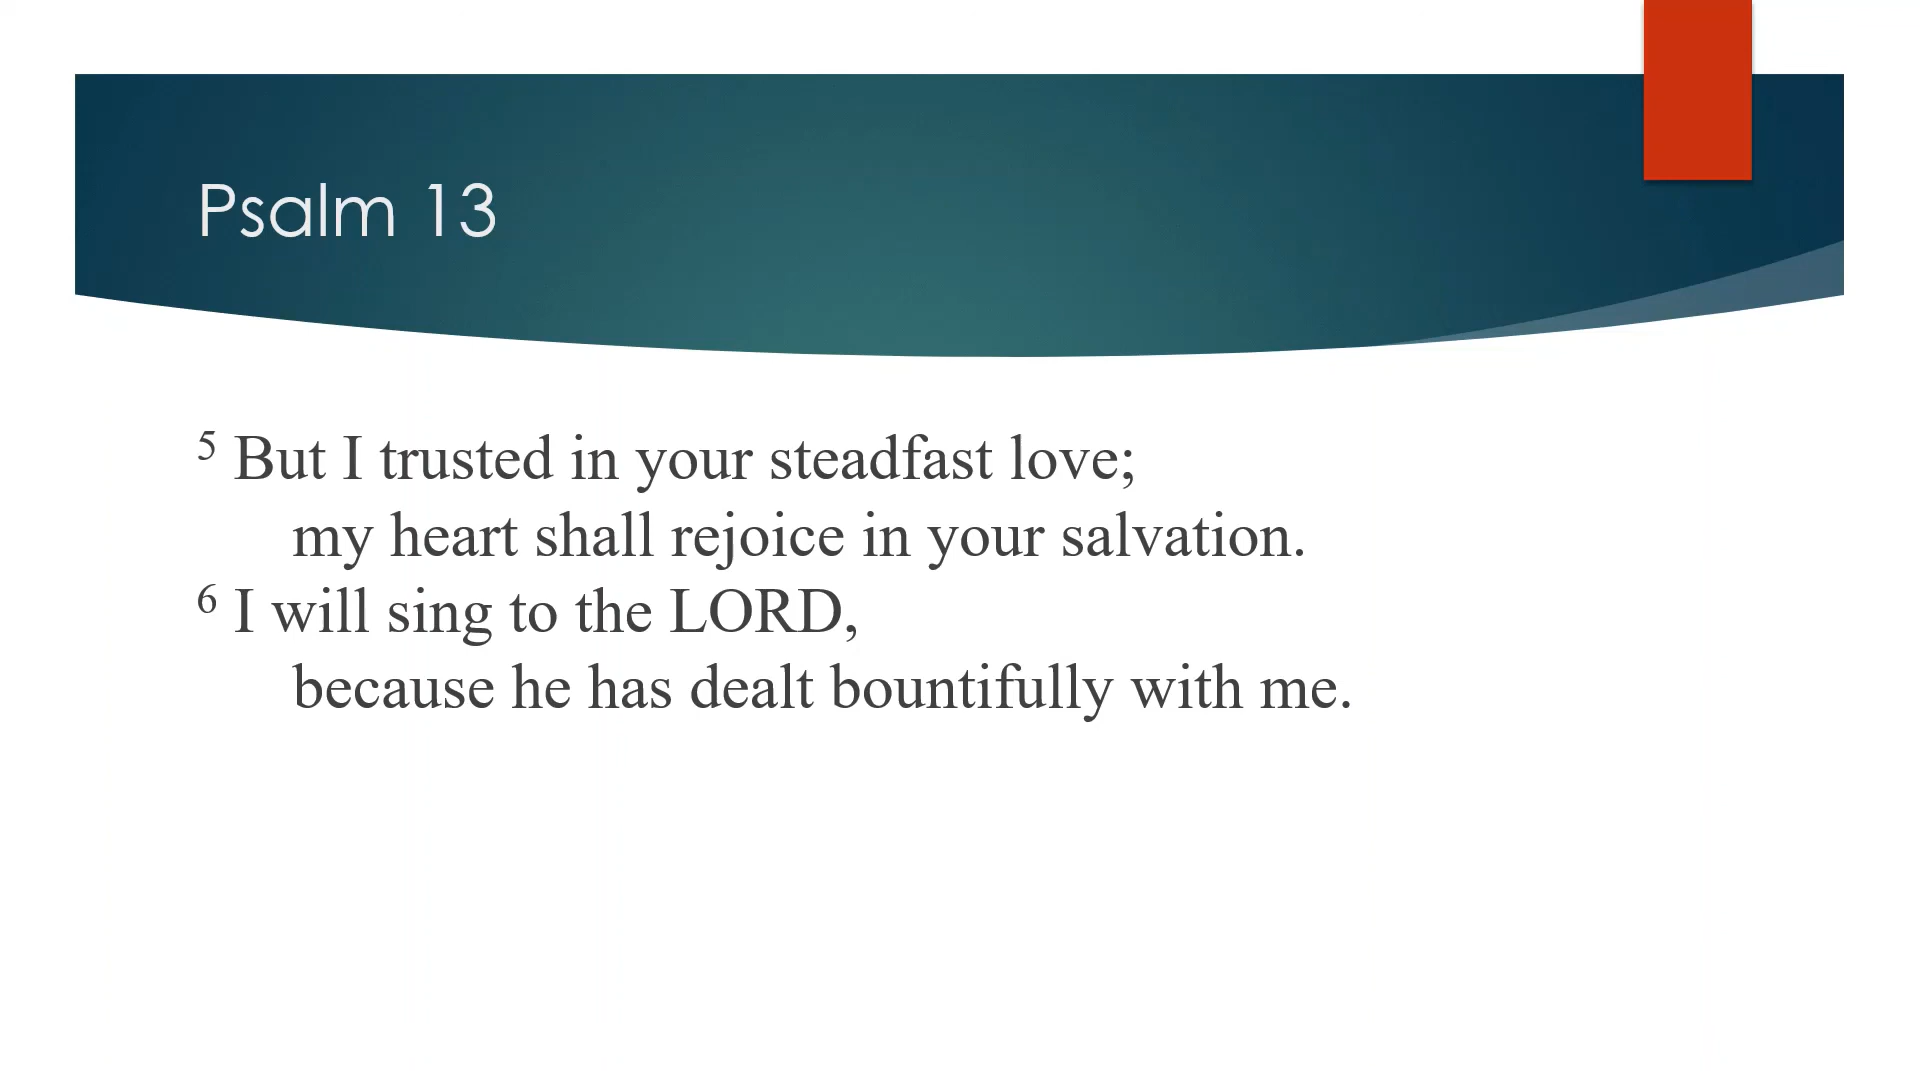 Psalm 13
5 But I trusted in your steadfast love;
my heart shall rejoice in your salvation.
6 I will sing to the LORD,
because he has dealt bountifully with me.